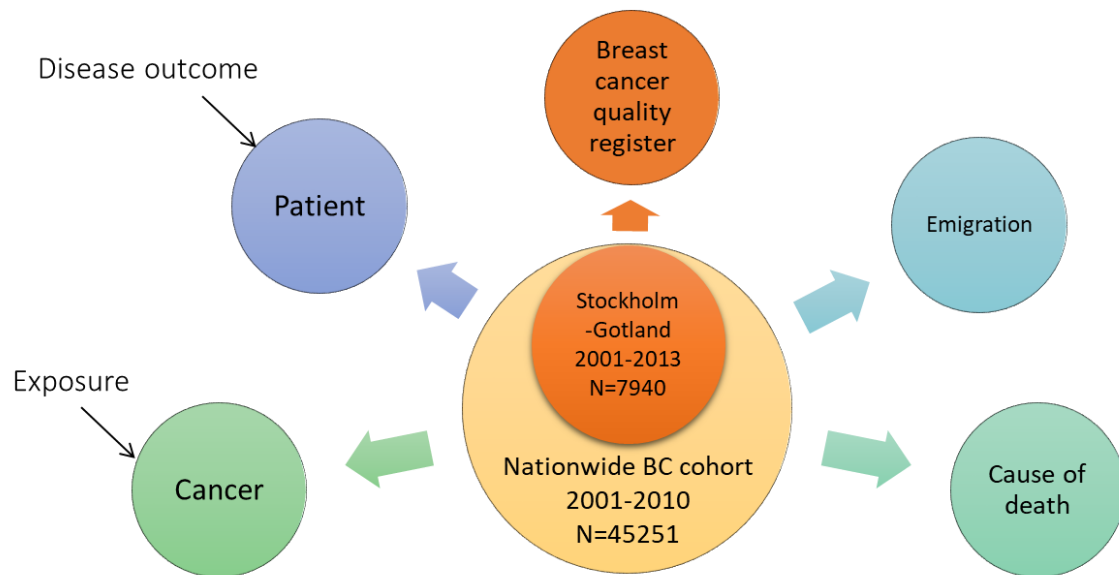 Disease outcome
Breast
cancer
quality
register
Patient
Emigration
Stockholm
-Gotland
2001-2013
N=7940
Exposure
Cancer
Nationwide BC cohort
2001-2010
N=45251
Cause of
death